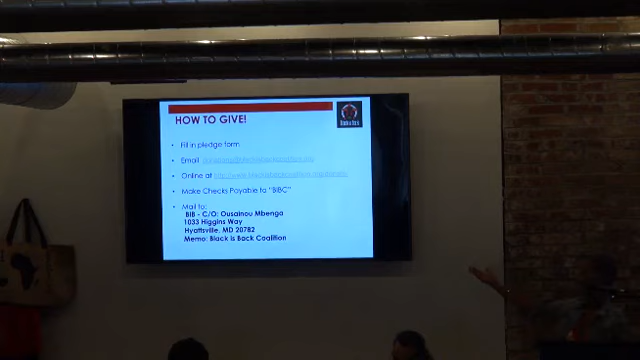 HOW TO GIVE!
Fill in pledge form
Email
Online at
Make Checks Payable to "BIBC"
Mail to:
BIB - C/O: Ousainou Mbenga
1033 Higgins Way
Hyattsville, MD 20782
Memo: Black is Back Coalition